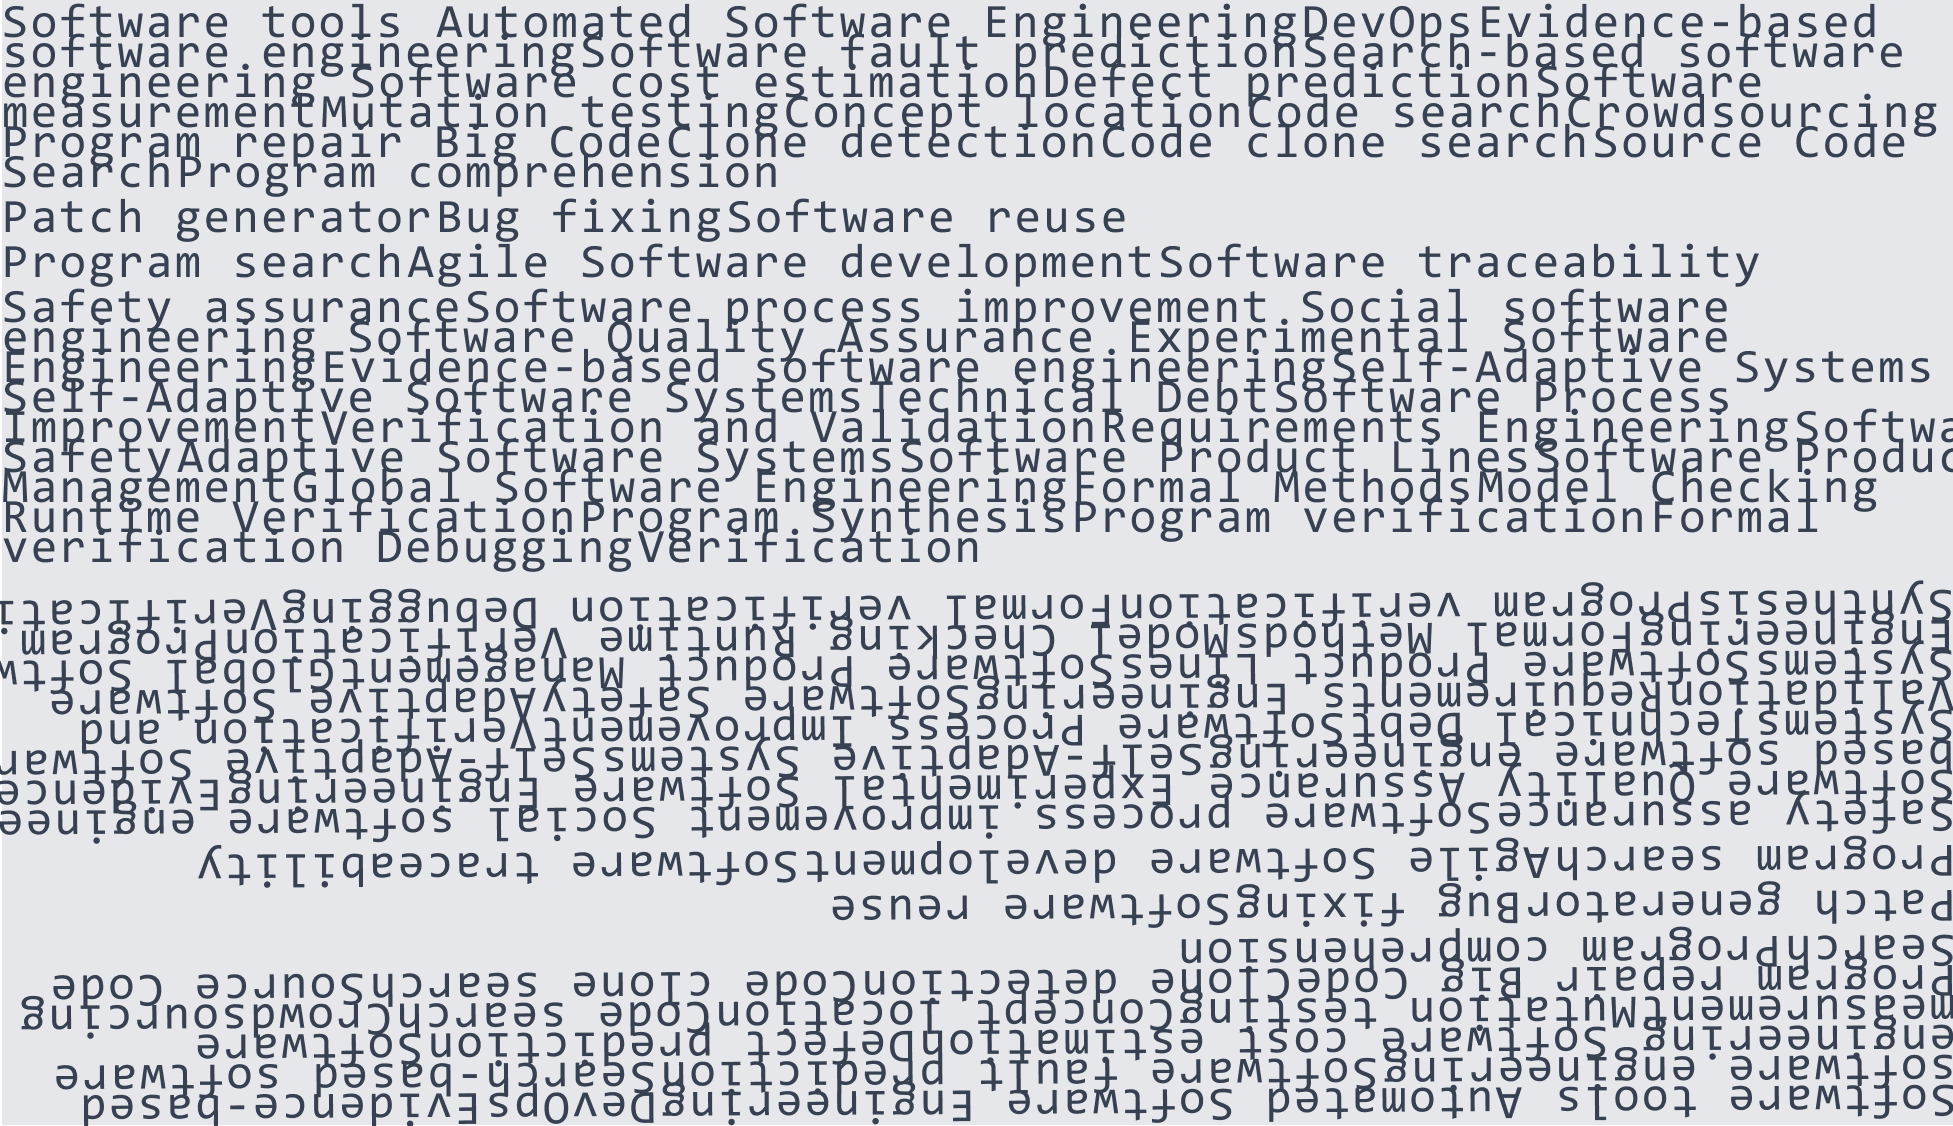 Software tools Automated Software EngineeringDevOpsEvidence-based
software engineeringSoftware fault predictionSearch-based software
engineering Software cost estimationDefect predictionSoftware
measurementMutation testingConcept locationCode searchCrowdsourcing
Program repair Big CodeClone detectionCode clone searchSource Code
SearchProgram comprehension
Patch generatorBug fixingSoftware reuse
Program searchAgile Software developmentSoftware traceability
Safety assuranceSoftware process improvement Social software
engineering Software Quality Assurance Experimental Software
EngineeringEvidence-based software engineeringSelf-Adaptive Systems
Self-Adaptive Software SystemsTechnical DebtSoftware Process
ImprovementVerification and ValidationRequirements EngineeringSoftwa
SafetyAdaptive Software SystemsSoftware Product LinesSoftware Produc
ManagementGlobal Software EngineeringFormal MethodsModel Checking
Runtime VerificationProgram SynthesisProgram verificationFormal
verification DebuggingVerification
Software tools Automated Software EngineeringDevOpsEvidence-based
software engineeringSoftware fault predictionSearch-based software
engineering Software cost estimationDefect predictionSoftware
measurementMutation testingConcept locationCode searchCrowdsourcing
Program repair Big CodeClone detectionCode clone searchSource Code
SearchProgram comprehension
Patch generatorBug fixingSoftware reuse
Program searchAgile Software developmentSoftware traceability
Safety assuranceSoftware process improvement Social software enginee
Software Quality Assurance Experimental Software EngineeringEvidence
based software engineeringSelf-Adaptive SystemsSelf-Adaptive Softwar
SystemsTechnical DebtSoftware Process ImprovementVerification and
ValidationRequirements EngineeringSoftware SafetyAdaptive Software
SystemsSoftware Product LinesSoftware Product ManagementGlobal Softw
EngineeringFormal MethodsModel Checking Runtime VerificationProgram
SynthesisProgram verificationFormal verification DebuggingVerificati